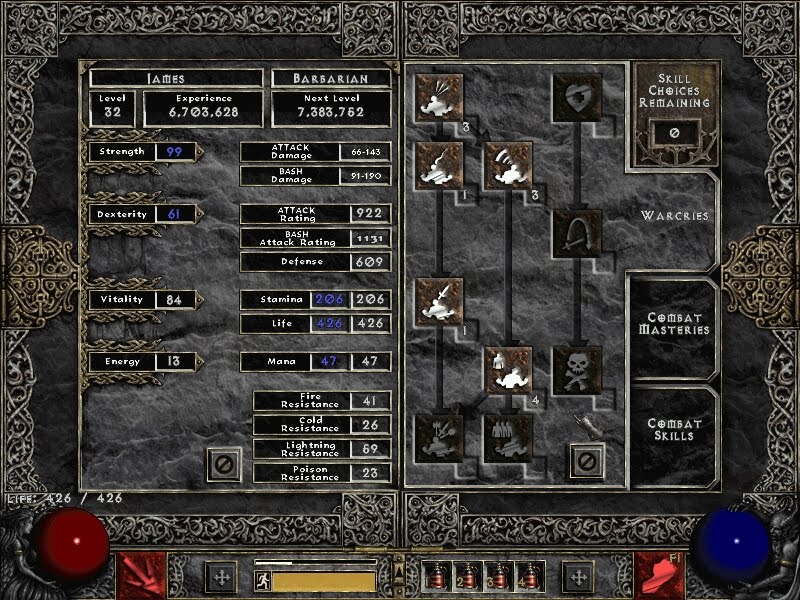 JAMES
BARBARIAN
Level
32
Experience
6,703,628
Next Level
7,383,762
Strength 99
ATTACK
Damage 66-143
BASH
Damage 91-190
Dexterity 61
ATTACK
Rating 922
BASH
Attack Rating 1131
Defense 609
Vitality 84
Stamina 206 206
Life 426 426
Energy 13
Mana 47 47
Fire
Resistance 41
Cold
Resistance 26
Lightning
Resistance 59
Poison
Resistance 23
LIFE: 426 / 426
3
1
3
1
4
SKILL
CHOICES
REMAINING
0
WARCRIES
COMBAT
MASTERIES
COMBAT
SKILLS
2
3
4
F1